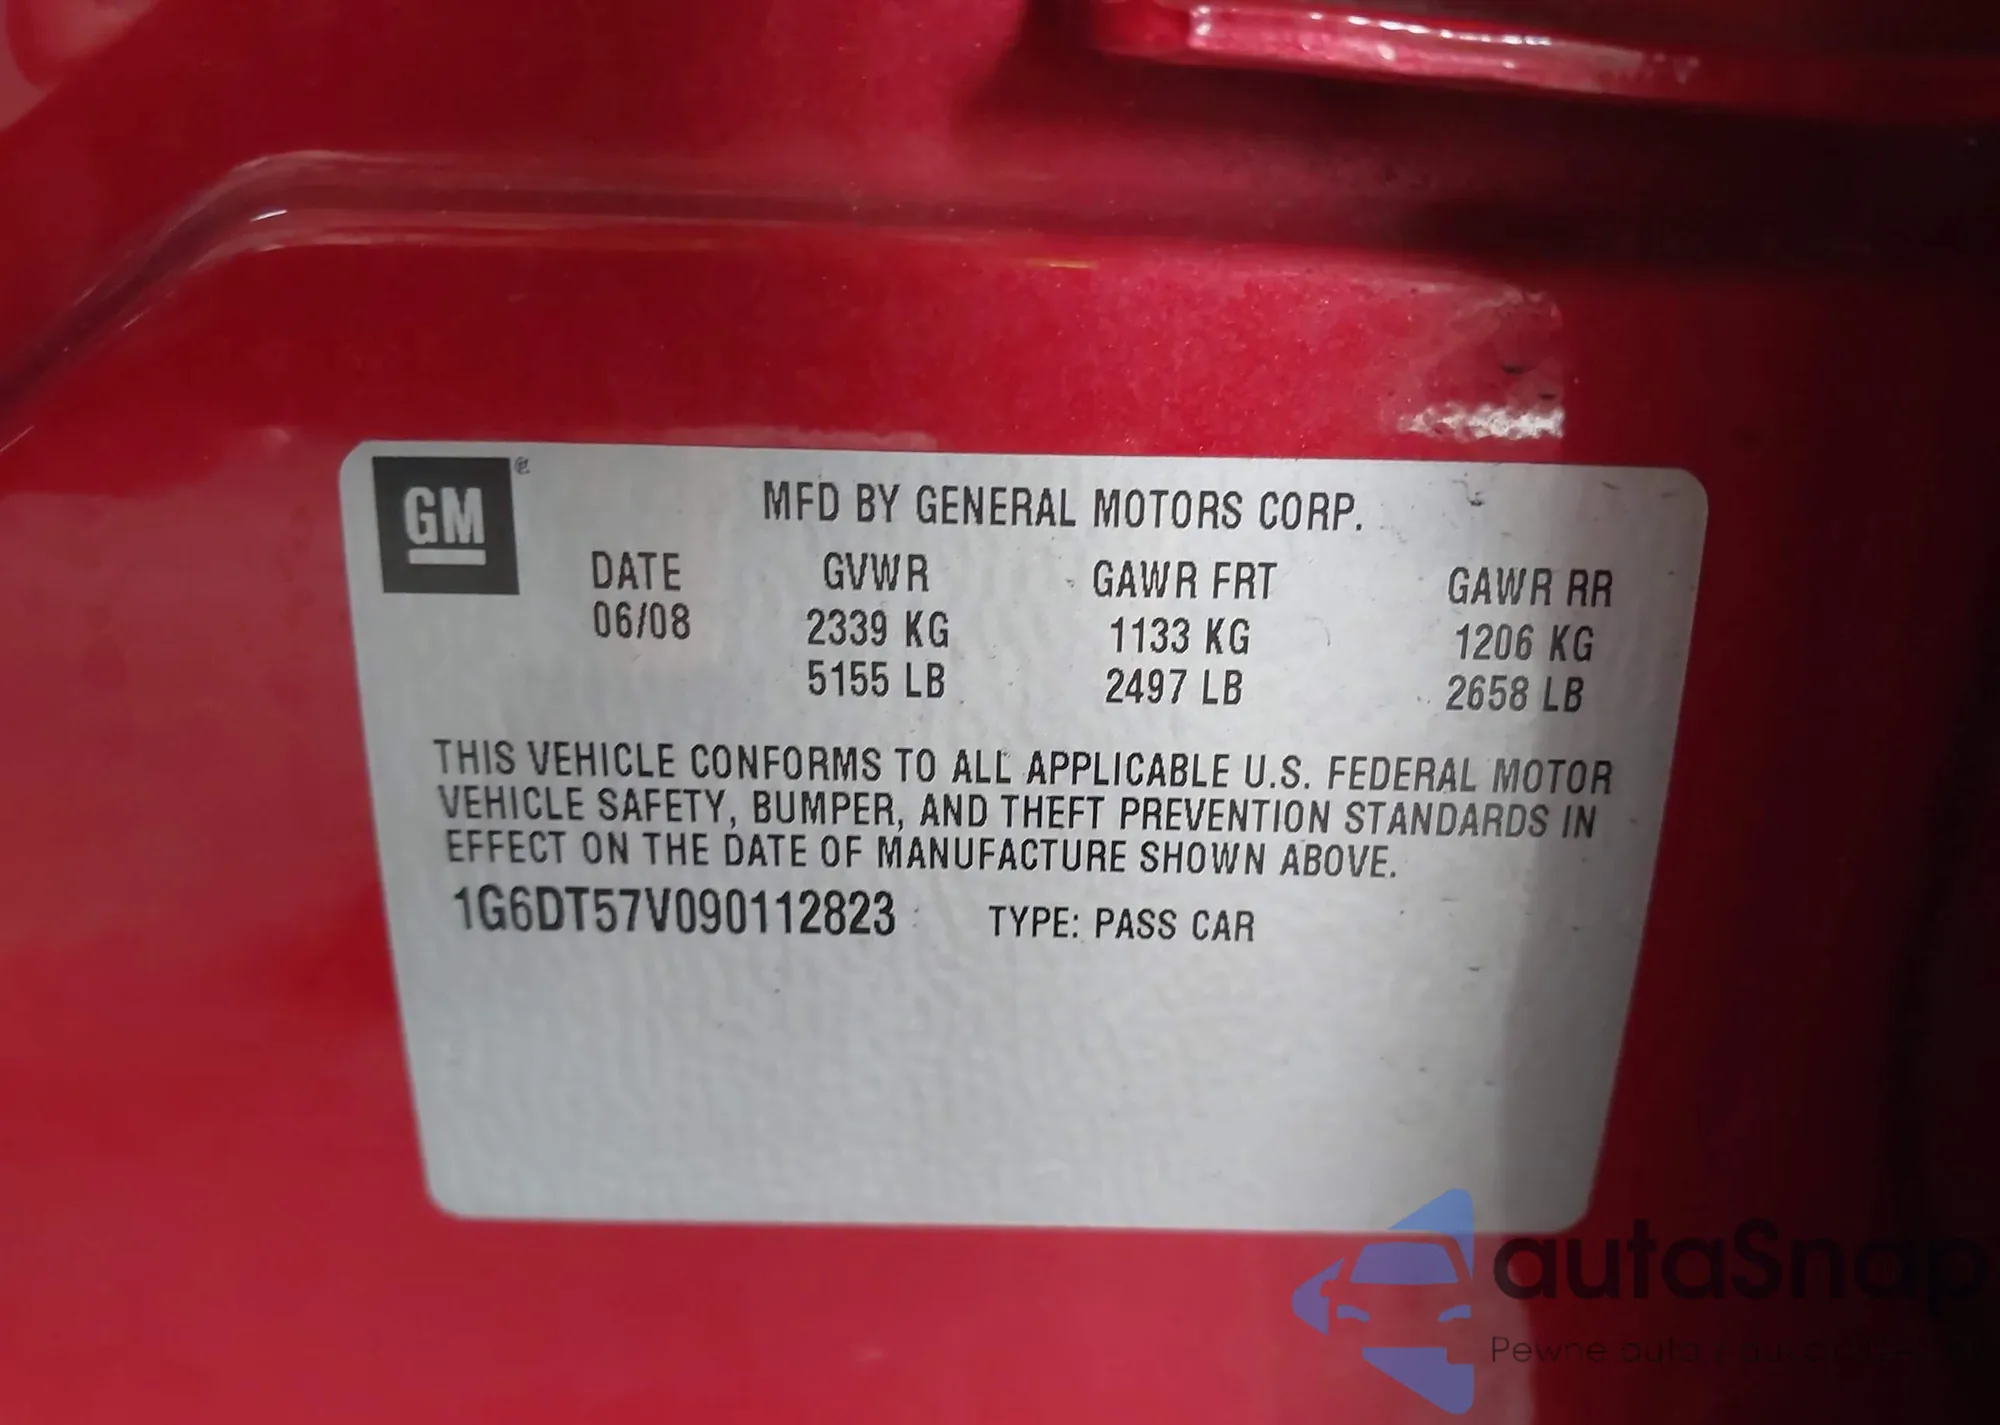 GM
MFD BY GENERAL MOTORS CORP.
DATE GVWR GAWR FRT GAWR RR
06/08 2339 KG 1133 KG 1206 KG
5155 LB 2497 LB 2658 LB
THIS VEHICLE CONFORMS TO ALL APPLICABLE U.S. FEDERAL MOTOR
VEHICLE SAFETY, BUMPER, AND THEFT PREVENTION STANDARDS IN
EFFECT ON THE DATE OF MANUFACTURE SHOWN ABOVE.
1G6DT57V090112823 TYPE: PASS CAR
autaSnap
Pewne auto